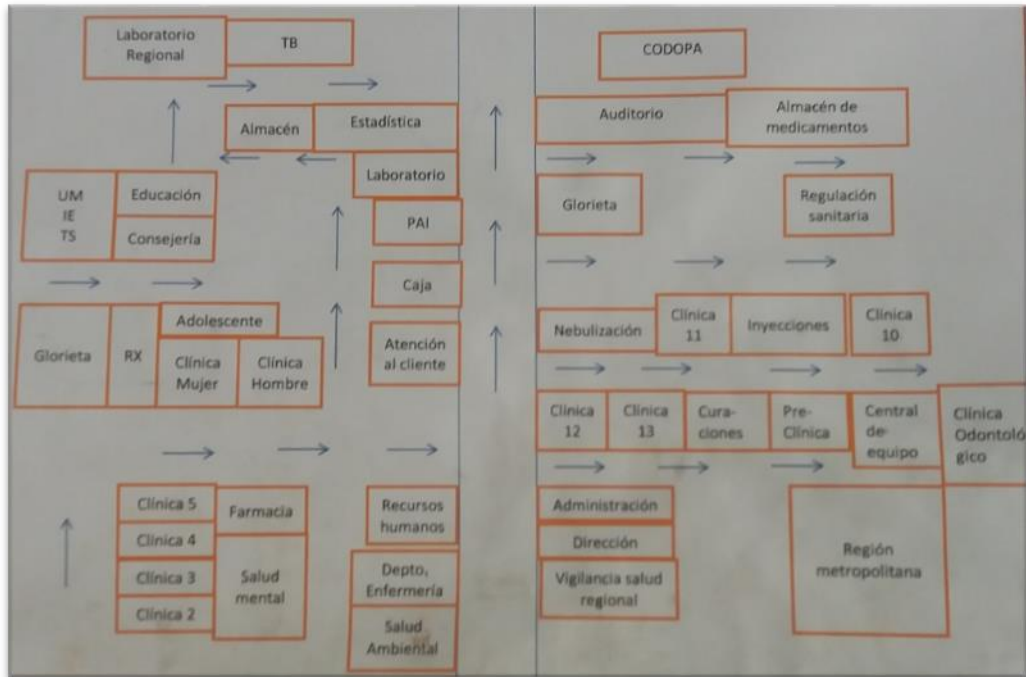 Laboratorio
Regional
TB
CODOPA
Auditorio
Almacén de
medicamentos
Almacén
Estadística
Laboratorio
UM
IE
TS
Educación
Consejería
PAI
Glorieta
Regulación
sanitaria
Caja
Glorieta
RX
Adolescente
Clínica
Mujer
Clínica
Hombre
Atención
al cliente
Nebulización
Clínica
11
Inyecciones
Clínica
10
Clinica
12
Clínica
13
Cura-
ciones
Pre-
Clínica
Central
de
equipo
Clínica
Odontoló
gico
Clínica 5
Clínica 4
Clínica 3
Clínica 2
Farmacia
Salud
mental
Recursos
humanos
Depto,
Enfermería
Salud
Ambiental
Administración
Dirección
Vigilancia salud
regional
Región
metropolitana